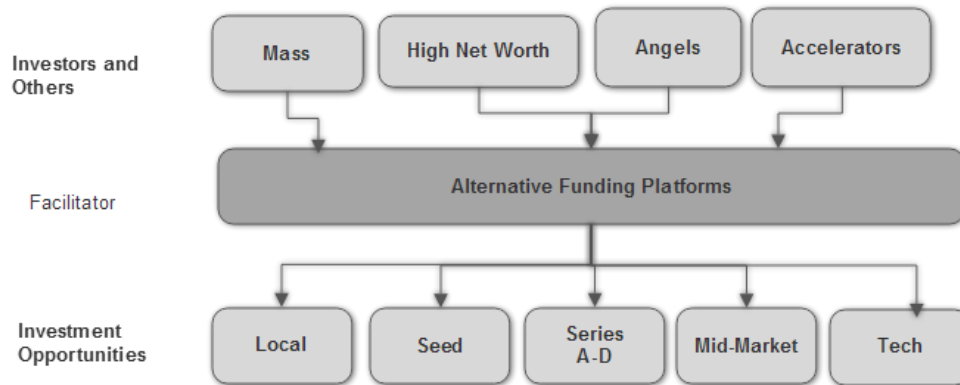 Investors and
Others
Mass
High Net Worth
Angels
Accelerators
Facilitator
Alternative Funding Platforms
Investment
Opportunities
Local
Seed
Series
A-D
Mid-Market
Tech